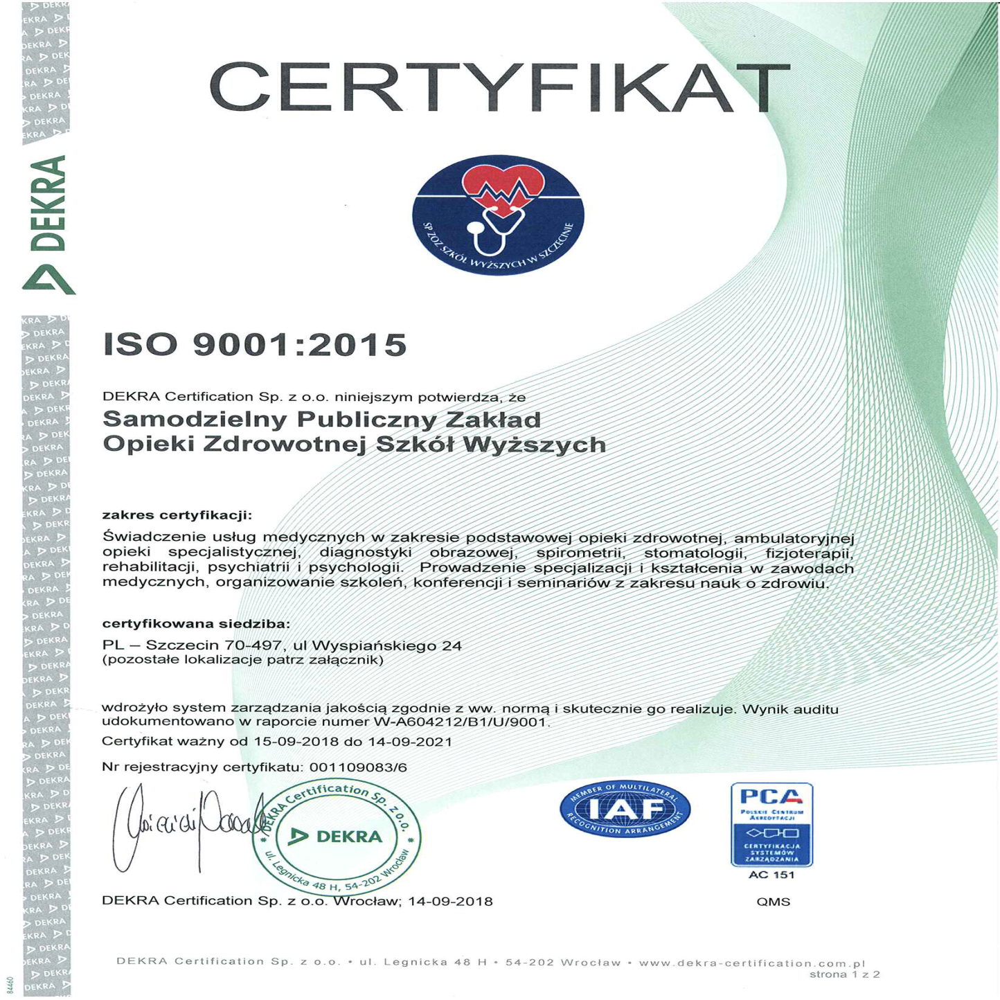 CERTYFIKAT
SP ZOZ SZKÓŁ WYŻSZYCH W SZCZECINIE
DEKRA
ISO 9001:2015
DEKRA Certification Sp. z o.o. niniejszym potwierdza, że
Samodzielny Publiczny Zakład
Opieki Zdrowotnej Szkół Wyższych
zakres certyfikacji:
Świadczenie usług medycznych w zakresie podstawowej opieki zdrowotnej, ambulatoryjnej
opieki specjalistycznej, diagnostyki obrazowej, spirometrii, stomatologii, fizjoterapii,
rehabilitacji, psychiatrii i psychologii. Prowadzenie specjalizacji i kształcenia w zawodach
medycznych, organizowanie szkoleń, konferencji i seminariów z zakresu nauk o zdrowiu.
certyfikowana siedziba:
PL – Szczecin 70-497, ul Wyspiańskiego 24
(pozostałe lokalizacje patrz załącznik)
wdrożyło system zarządzania jakością zgodnie z ww. normą i skutecznie go realizuje. Wynik auditu
udokumentowano w raporcie numer W-A604212/B1/U/9001.
Certyfikat ważny od 15-09-2018 do 14-09-2021
Nr rejestracyjny certyfikatu: 001109083/6
DEKRA Certification Sp. z o.o.
DEKRA
ul. Legnicka 48 H, 54-202 Wrocław
MEMBER OF MULTILATERAL
IAF
RECOGNITION ARRANGEMENT
PCA
POLSKIE CENTRUM
AKREDYTACJI
CERTYFIKACJA
SYSTEMÓW
ZARZĄDZANIA
AC 151
QMS
DEKRA Certification Sp. z o.o. Wrocław; 14-09-2018
DEKRA Certification Sp. z o.o. • ul. Legnicka 48 H • 54-202 Wrocław • www.dekra-certification.com.pl
strona 1 z 2
84460